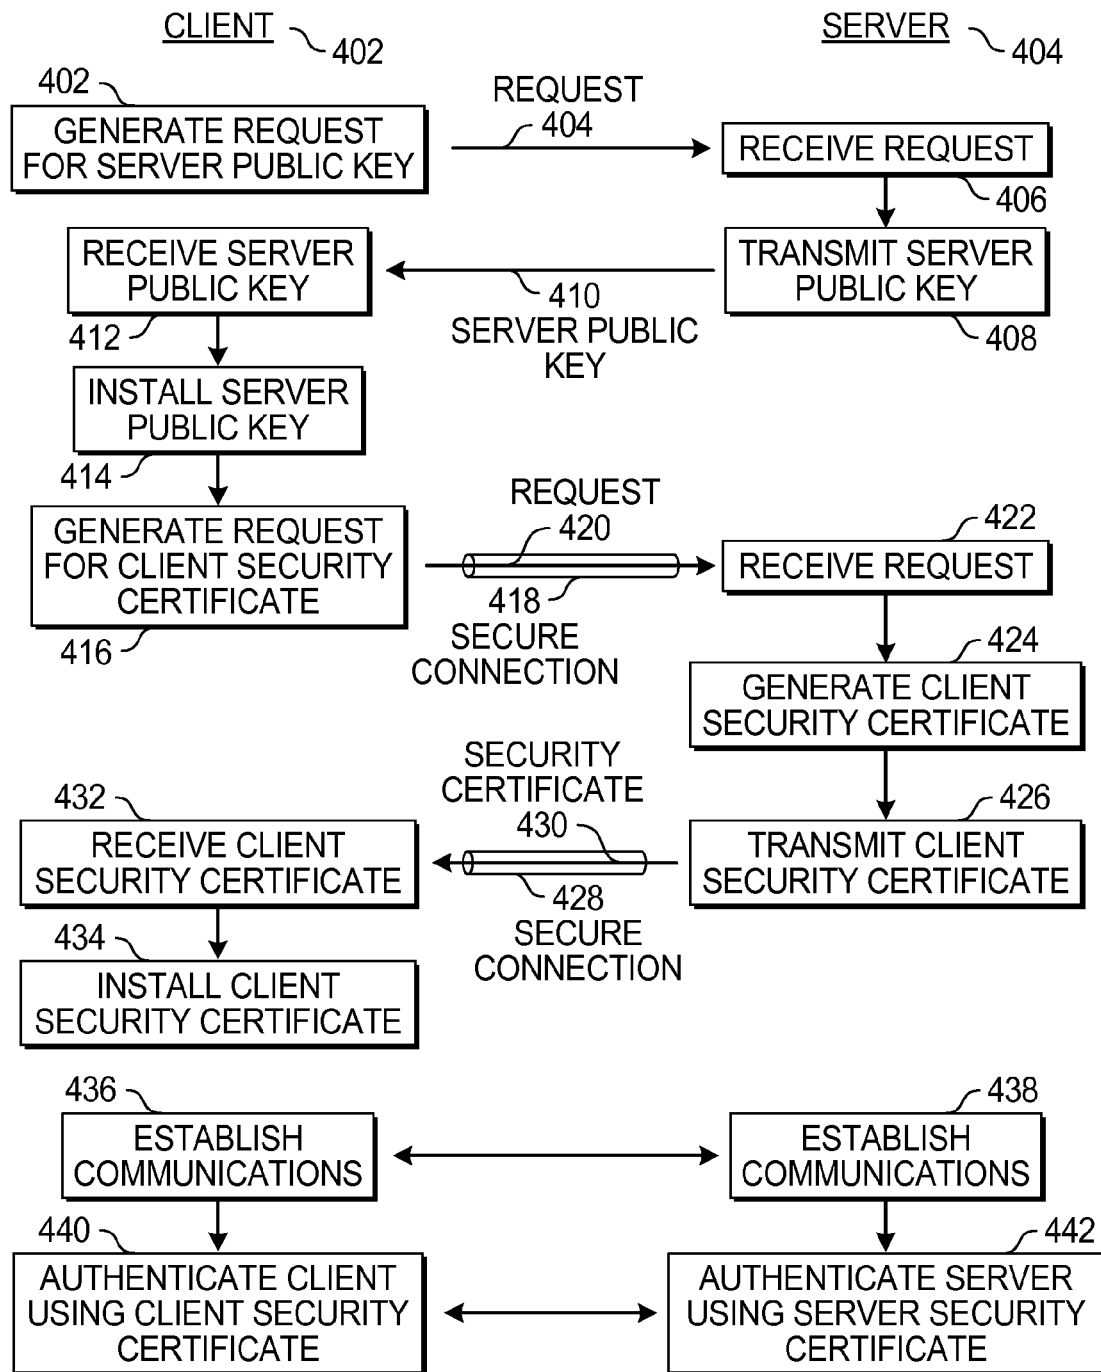 CLIENT
402
SERVER
404
402
GENERATE REQUEST
FOR SERVER PUBLIC KEY
REQUEST
404
RECEIVE REQUEST
406
RECEIVE SERVER
PUBLIC KEY
412
410
SERVER PUBLIC
KEY
TRANSMIT SERVER
PUBLIC KEY
408
INSTALL SERVER
PUBLIC KEY
414
GENERATE REQUEST
FOR CLIENT SECURITY
CERTIFICATE
416
REQUEST
420
418
SECURE
CONNECTION
422
RECEIVE REQUEST
424
GENERATE CLIENT
SECURITY CERTIFICATE
426
TRANSMIT CLIENT
SECURITY CERTIFICATE
SECURITY
CERTIFICATE
430
428
SECURE
CONNECTION
432
RECEIVE CLIENT
SECURITY CERTIFICATE
434
INSTALL CLIENT
SECURITY CERTIFICATE
436
ESTABLISH
COMMUNICATIONS
438
ESTABLISH
COMMUNICATIONS
440
AUTHENTICATE CLIENT
USING CLIENT SECURITY
CERTIFICATE
442
AUTHENTICATE SERVER
USING SERVER SECURITY
CERTIFICATE